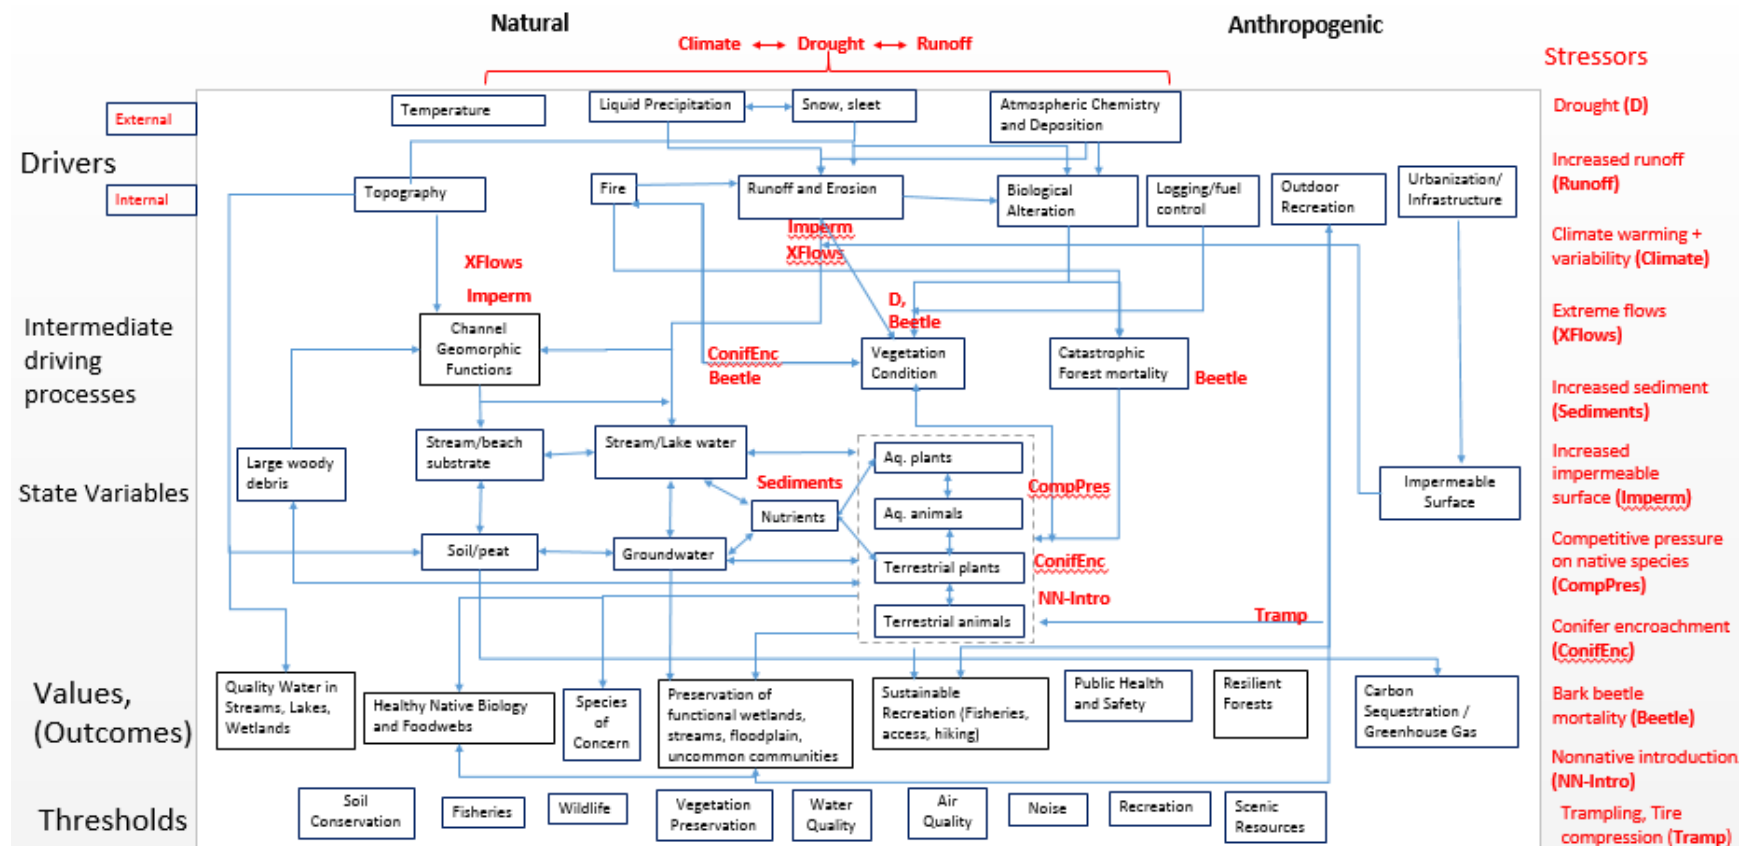 Natural
Anthropogenic
Climate
Drought
Runoff
Stressors
External
Temperature
Liquid Precipitation
Snow, sleet
Atmospheric Chemistry
and Deposition
Drought (D)
Drivers
Internal
Topography
Fire
Runoff and Erosion
Biological
Alteration
Logging/fuel
control
Outdoor
Recreation
Urbanization/
Infrastructure
Increased runoff
(Runoff)
Imperm
XFlows
XFlows
Imperm
Climate warming +
variability (Climate)
D,
Beetle
Extreme flows
(XFlows)
Intermediate
driving
processes
Channel
Geomorphic
Functions
ConifEnc
Beetle
Vegetation
Condition
Catastrophic
Forest mortality
Beetle
Increased sediment
(Sediments)
State Variables
Large woody
debris
Stream/beach
substrate
Stream/Lake water
Sediments
Nutrients
Aq. plants
Aq. animals
CompPres
Impermeable
Surface
Increased
impermeable
surface (Imperm)
Soil/peat
Groundwater
Terrestrial plants
ConifEnc
NN-Intro
Terrestrial animals
Tramp
Competitive pressure
on native species
(CompPres)
Conifer encroachment
(ConifEnc)
Values,
(Outcomes)
Quality Water in
Streams, Lakes,
Wetlands
Healthy Native Biology
and Foodwebs
Species
of
Concern
Preservation of
functional wetlands,
streams, floodplain,
uncommon communities
Sustainable
Recreation (Fisheries,
access, hiking)
Public Health
and Safety
Resilient
Forests
Carbon
Sequestration /
Greenhouse Gas
Bark beetle
mortality (Beetle)
Nonnative introduction
(NN-Intro)
Thresholds
Soil
Conservation
Fisheries
Wildlife
Vegetation
Preservation
Water
Quality
Air
Quality
Noise
Recreation
Scenic
Resources
Trampling, Tire
compression (Tramp)